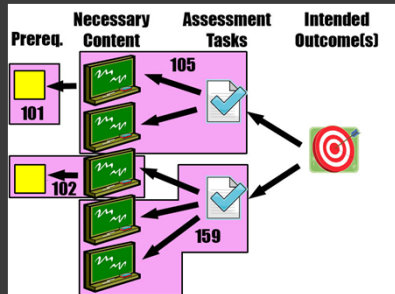 Necessary Assessment Intended
Prereq. Content Tasks Outcome(s)
105
101
102
159